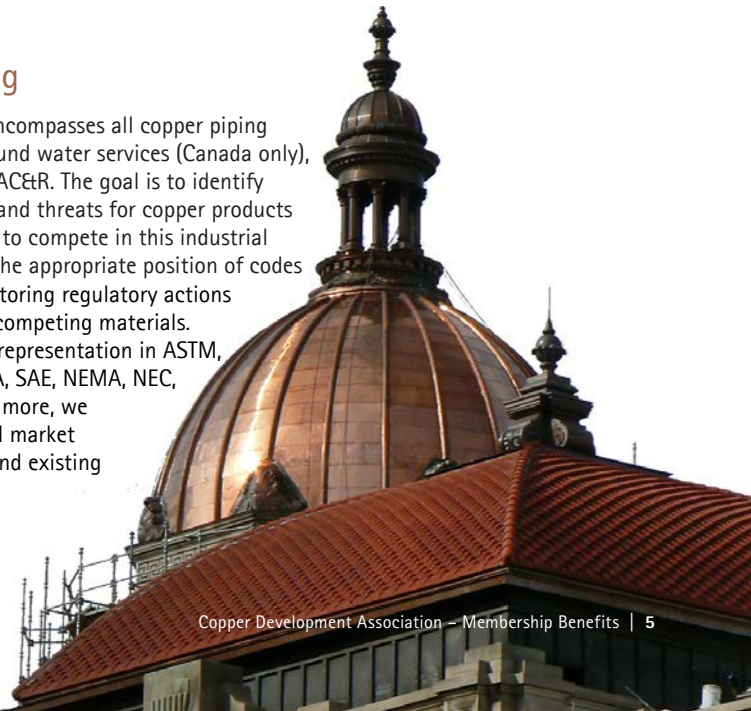 g
ncompasses all copper piping
und water services (Canada only),
AC&R. The goal is to identify
and threats for copper products
to compete in this industrial
he appropriate position of codes
toring regulatory actions
competing materials.
representation in ASTM,
A, SAE, NEMA, NEC,
more, we
l market
nd existing
Copper Development Association – Membership Benefits | 5